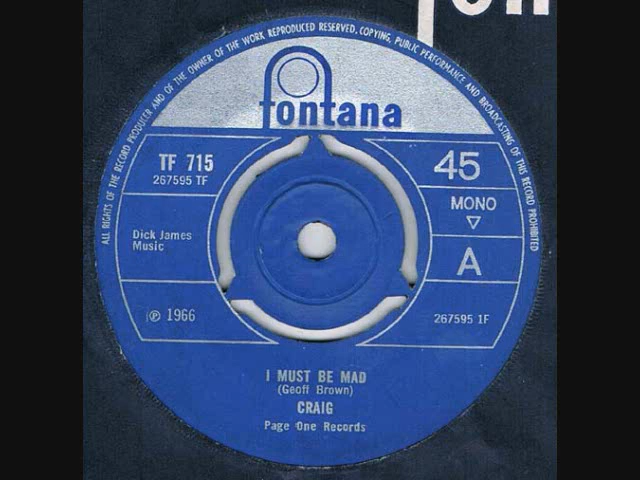 ALL RIGHTS OF THE RECORD PRODUCER AND OF THE OWNER OF THE WORK REPRODUCED RESERVED. COPYING, PUBLIC PERFORMANCE AND BROADCASTING OF THIS RECORD PROHIBITED
fontana
TF 715
267595 TF
45
MONO
Dick James
Music
A
℗ 1966
267595 1F
I MUST BE MAD
(Geoff Brown)
CRAIG
Page One Records